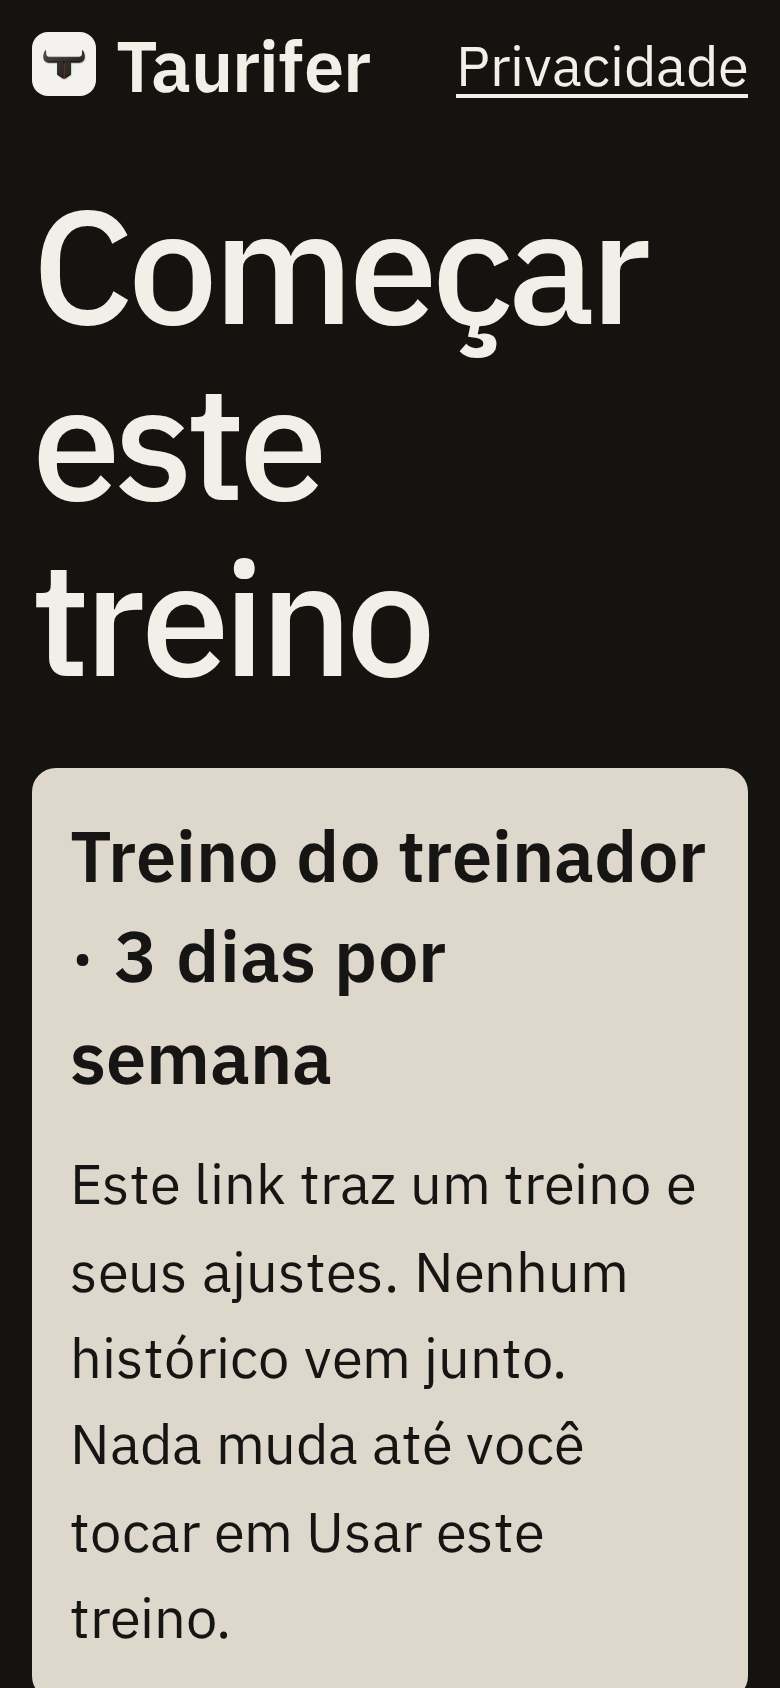 Taurifer
Privacidade
Começar
este
treino
Treino do treinador
· 3 dias por
semana
Este link traz um treino e
seus ajustes. Nenhum
histórico vem junto.
Nada muda até você
tocar em Usar este
treino.